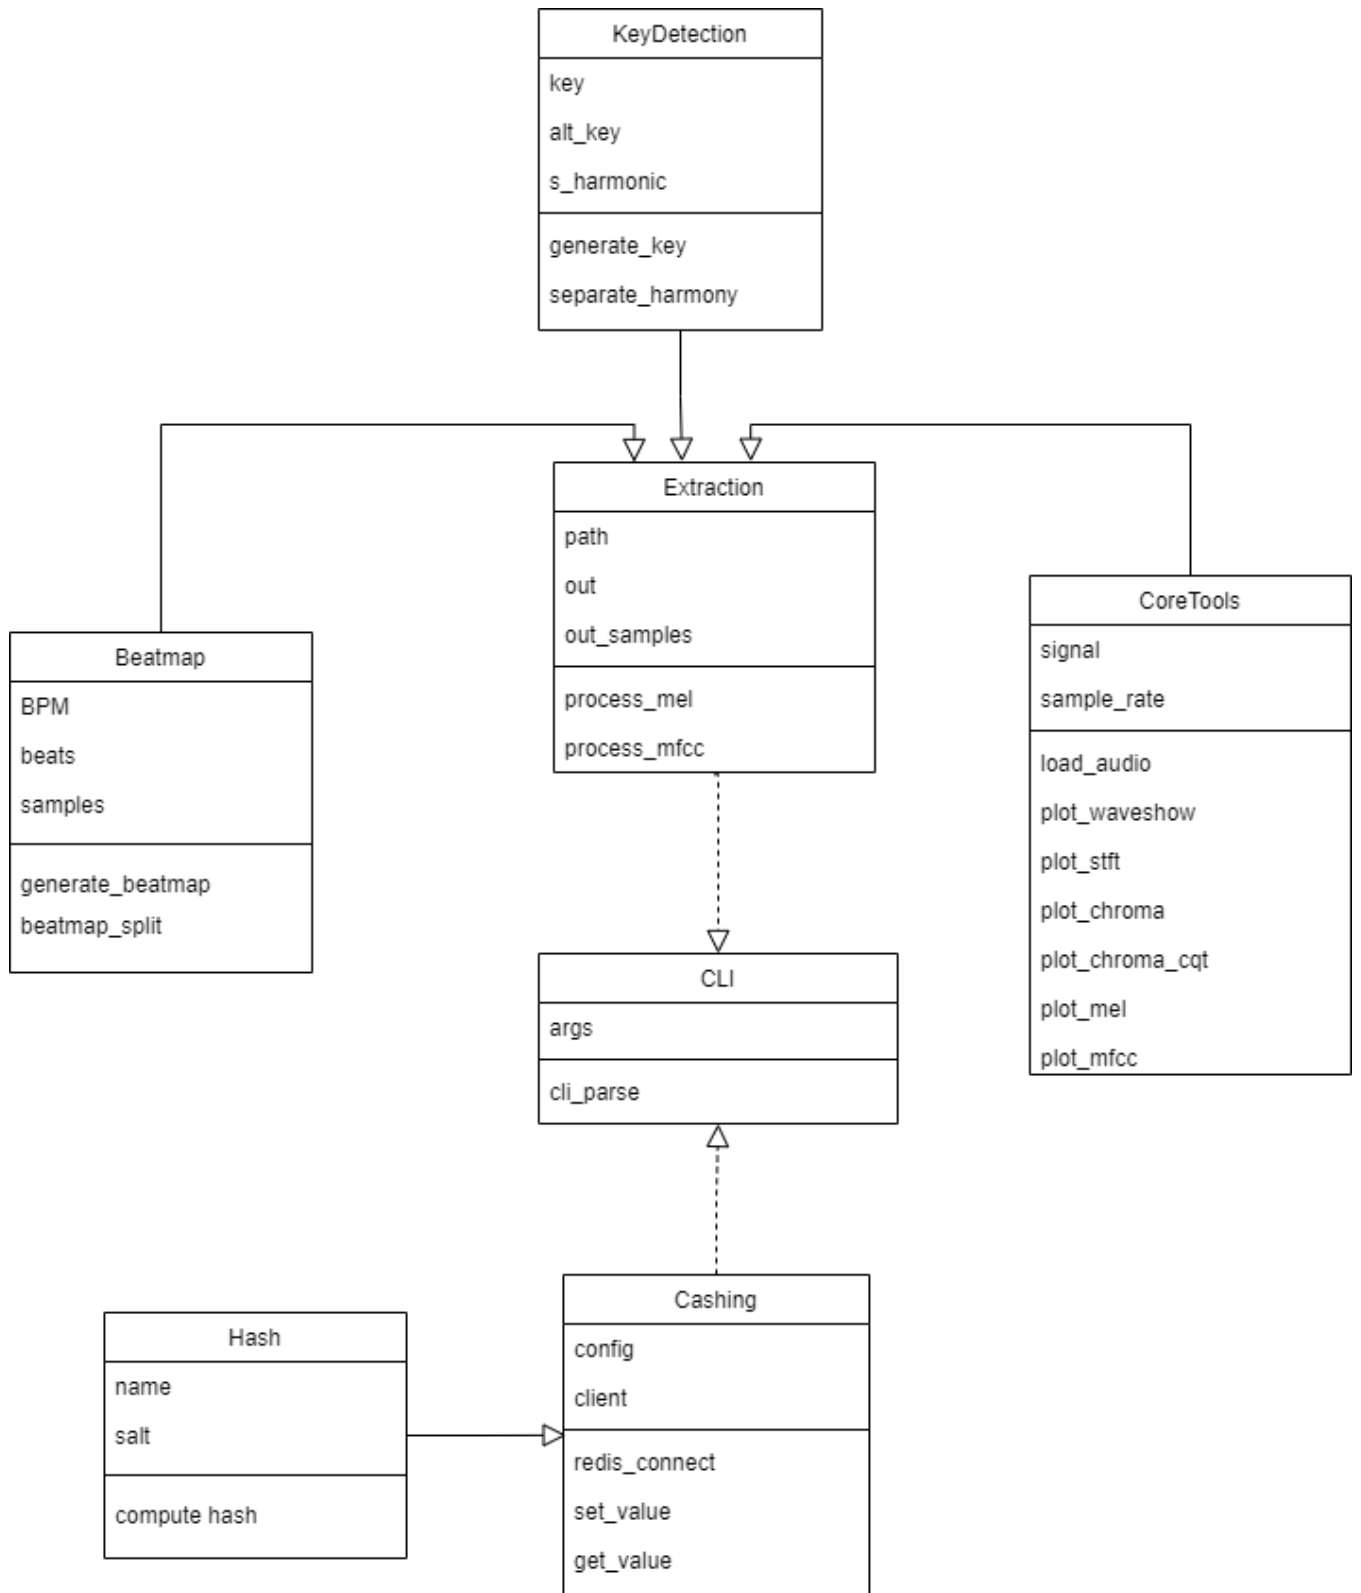 KeyDetection
key
alt_key
s_harmonic
generate_key
separate_harmony
Extraction
path
out
out_samples
process_mel
process_mfcc
CoreTools
signal
sample_rate
load_audio
plot_waveshow
plot_stft
plot_chroma
plot_chroma_cqt
plot_mel
plot_mfcc
Beatmap
BPM
beats
samples
generate_beatmap
beatmap_split
CLI
args
cli_parse
Cashing
config
client
redis_connect
set_value
get_value
Hash
name
salt
compute hash